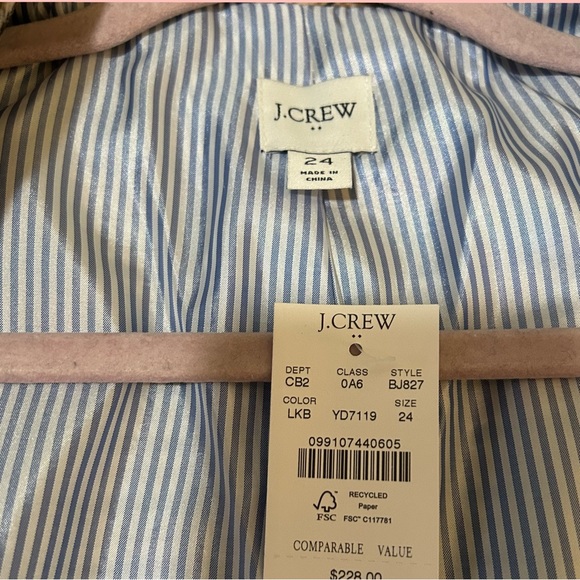 J.CREW
24
MADE IN
CHINA
J.CREW
DEPT CLASS STYLE
CB2 0A6 BJ827
COLOR SIZE
LKB YD7119 24
099107440605
RECYCLED
Paper
FSC™ C117781
FSC
COMPARABLE VALUE
$228.00